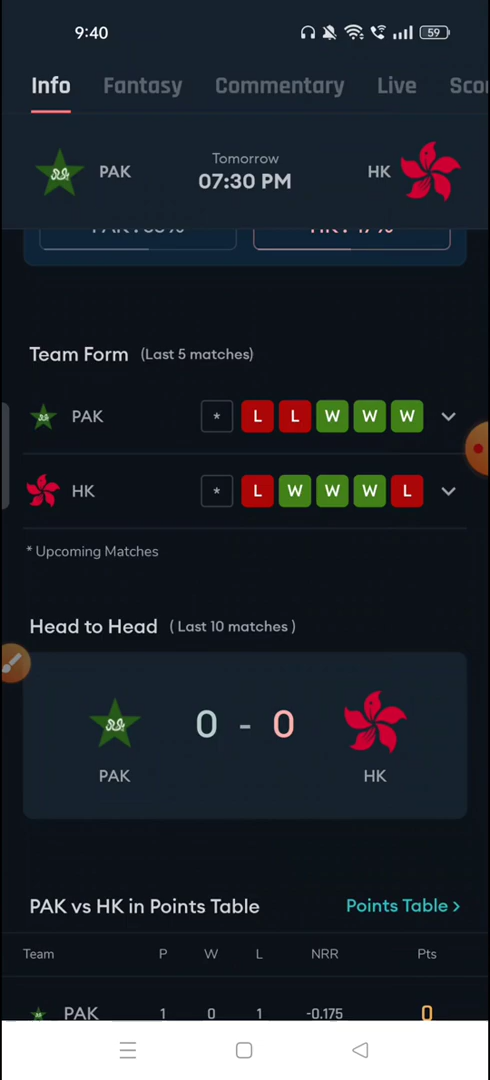 9:40 59
Info Fantasy Commentary Live Scor
PAK Tomorrow 07:30 PM HK
Team Form (Last 5 matches)
PAK * L L W W W
HK * L W W W L
* Upcoming Matches
Head to Head ( Last 10 matches )
0 - 0
PAK HK
PAK vs HK in Points Table Points Table >
Team P W L NRR Pts
PAK 1 0 1 -0.175 0